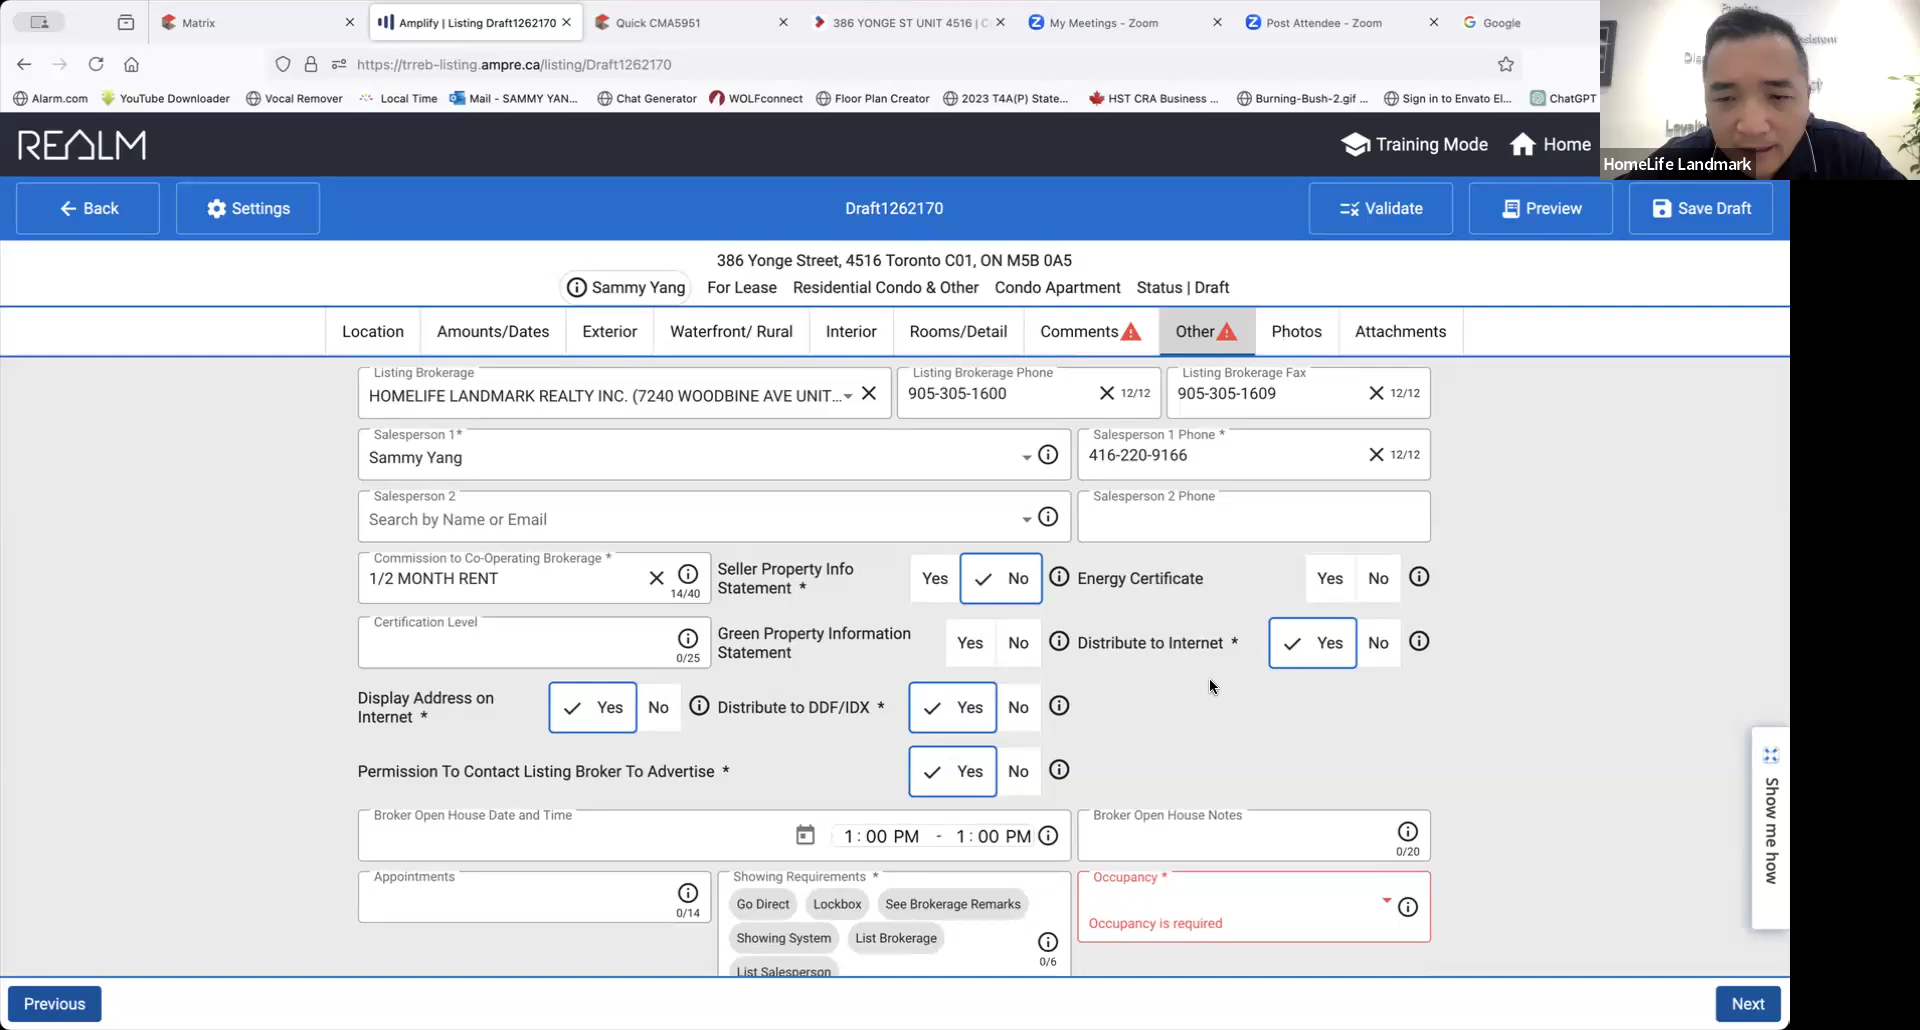 Matrix
Amplify | Listing Draft1262170
Quick CMA5951
386 YONGE ST UNIT 4516 | C
My Meetings - Zoom
Post Attendee - Zoom
Google
https://trreb-listing.ampre.ca/listing/Draft1262170
Alarm.com
YouTube Downloader
Vocal Remover
Local Time
Mail - SAMMY YAN...
Chat Generator
WOLFconnect
Floor Plan Creator
2023 T4A(P) State...
HST CRA Business ...
Burning-Bush-2.gif ...
Sign in to Envato El...
ChatGPT
HomeLife Landmark
REALM
Training Mode
Home
Back
Settings
Draft1262170
Validate
Preview
Save Draft
386 Yonge Street, 4516 Toronto C01, ON M5B 0A5
Sammy Yang For Lease Residential Condo & Other Condo Apartment Status | Draft
Location
Amounts/Dates
Exterior
Waterfront/ Rural
Interior
Rooms/Detail
Comments
Other
Photos
Attachments
Listing Brokerage
HOMELIFE LANDMARK REALTY INC. (7240 WOODBINE AVE UNIT...
Listing Brokerage Phone
905-305-1600
12/12
Listing Brokerage Fax
905-305-1609
12/12
Salesperson 1*
Sammy Yang
Salesperson 1 Phone *
416-220-9166
12/12
Salesperson 2
Search by Name or Email
Salesperson 2 Phone
Commission to Co-Operating Brokerage *
1/2 MONTH RENT
14/40
Seller Property Info
Statement *
Yes
No
Energy Certificate
Yes
No
Certification Level
0/25
Green Property Information
Statement
Yes
No
Distribute to Internet *
Yes
No
Display Address on
Internet *
Yes
No
Distribute to DDF/IDX *
Yes
No
Permission To Contact Listing Broker To Advertise *
Yes
No
Broker Open House Date and Time
1:00 PM - 1:00 PM
Broker Open House Notes
0/20
Appointments
0/14
Showing Requirements *
Go Direct
Lockbox
See Brokerage Remarks
Showing System
List Brokerage
List Salesperson
0/6
Occupancy *
Occupancy is required
Show me how
Previous
Next